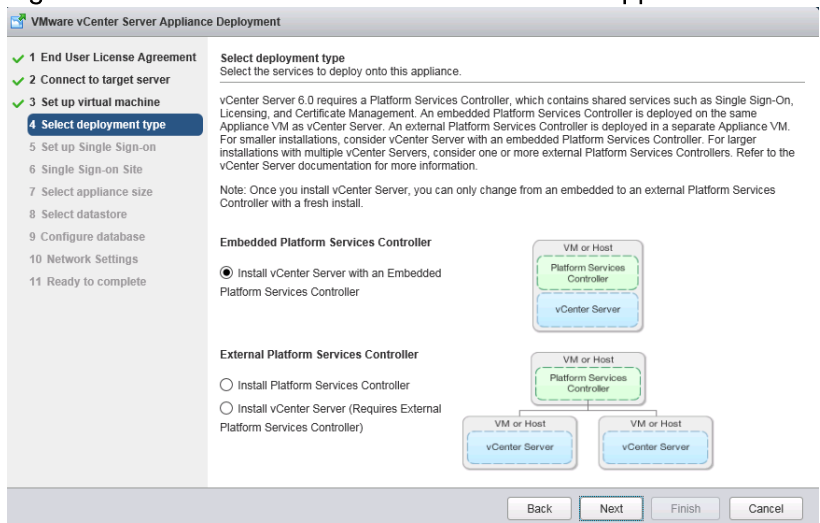 VMware vCenter Server Appliance Deployment
1 End User License Agreement
2 Connect to target server
3 Set up virtual machine
4 Select deployment type
5 Set up Single Sign-on
6 Single Sign-on Site
7 Select appliance size
8 Select datastore
9 Configure database
10 Network Settings
11 Ready to complete
Select deployment type
Select the services to deploy onto this appliance.
vCenter Server 6.0 requires a Platform Services Controller, which contains shared services such as Single Sign-On,
Licensing, and Certificate Management. An embedded Platform Services Controller is deployed on the same
Appliance VM as vCenter Server. An external Platform Services Controller is deployed in a separate Appliance VM.
For smaller installations, consider vCenter Server with an embedded Platform Services Controller. For larger
installations with multiple vCenter Servers, consider one or more external Platform Services Controllers. Refer to the
vCenter Server documentation for more information.
Note: Once you install vCenter Server, you can only change from an embedded to an external Platform Services
Controller with a fresh install.
Embedded Platform Services Controller
Install vCenter Server with an Embedded
Platform Services Controller
VM or Host
Platform Services
Controller
vCenter Server
External Platform Services Controller
Install Platform Services Controller
Install vCenter Server (Requires External
Platform Services Controller)
VM or Host
Platform Services
Controller
VM or Host
vCenter Server
VM or Host
vCenter Server
Back
Next
Finish
Cancel